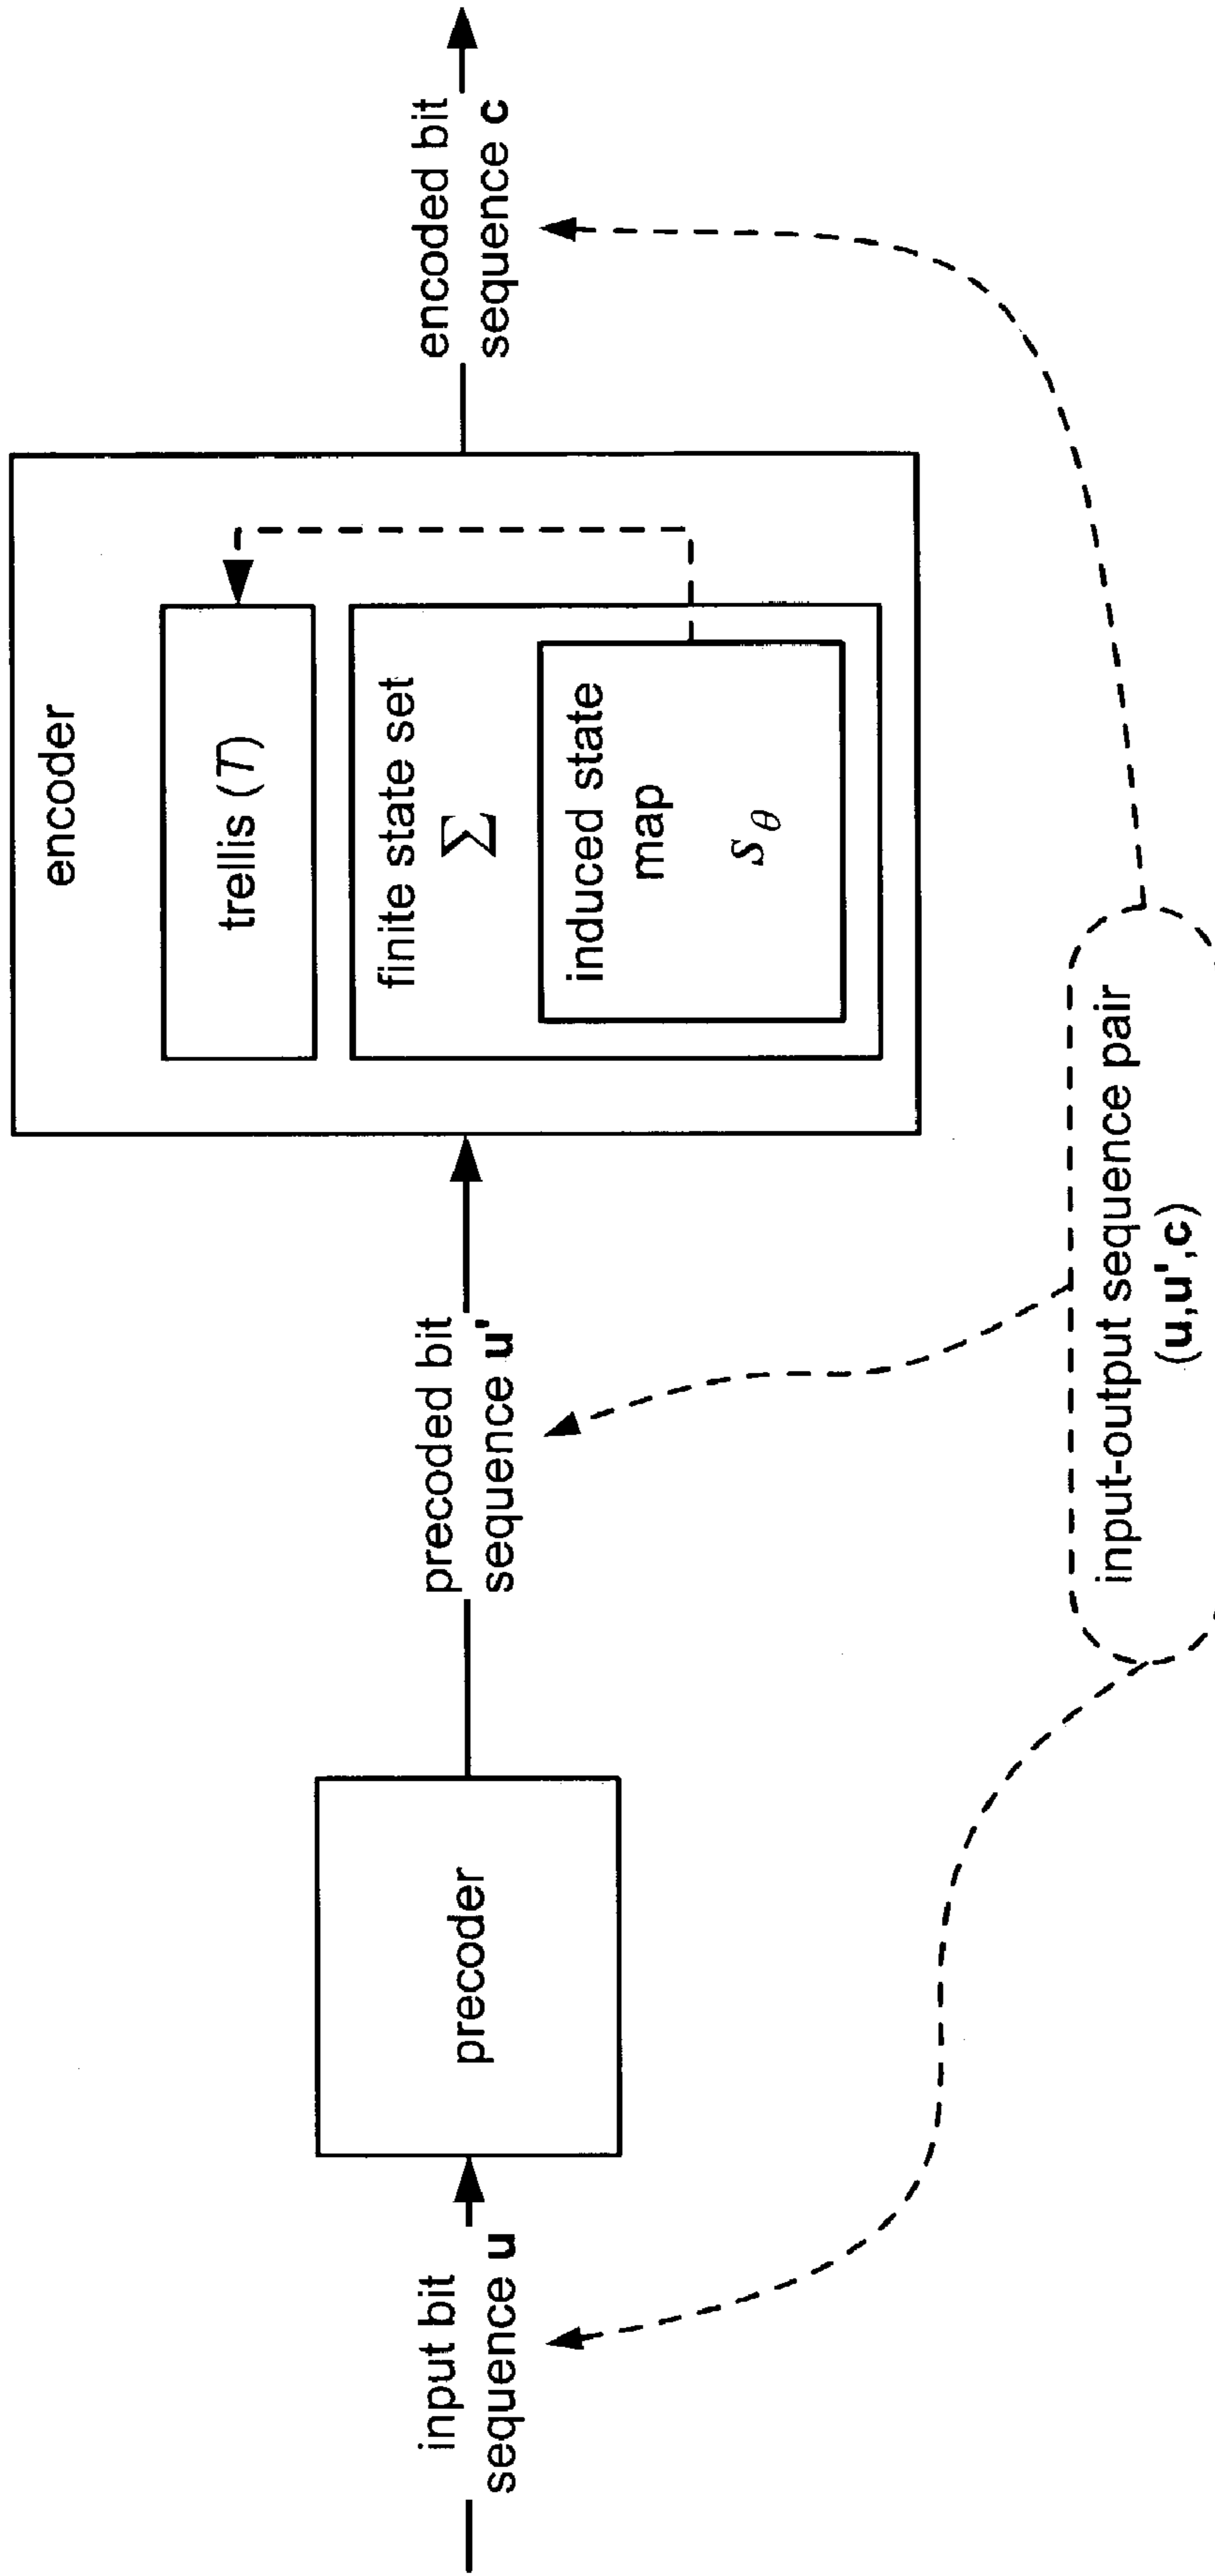 input bit
sequence u
precoder
precoded bit
sequence u'
encoder
trellis (T)
finite state set
Σ
induced state
map
s_θ
encoded bit
sequence c
input-output sequence pair
(u,u',c)